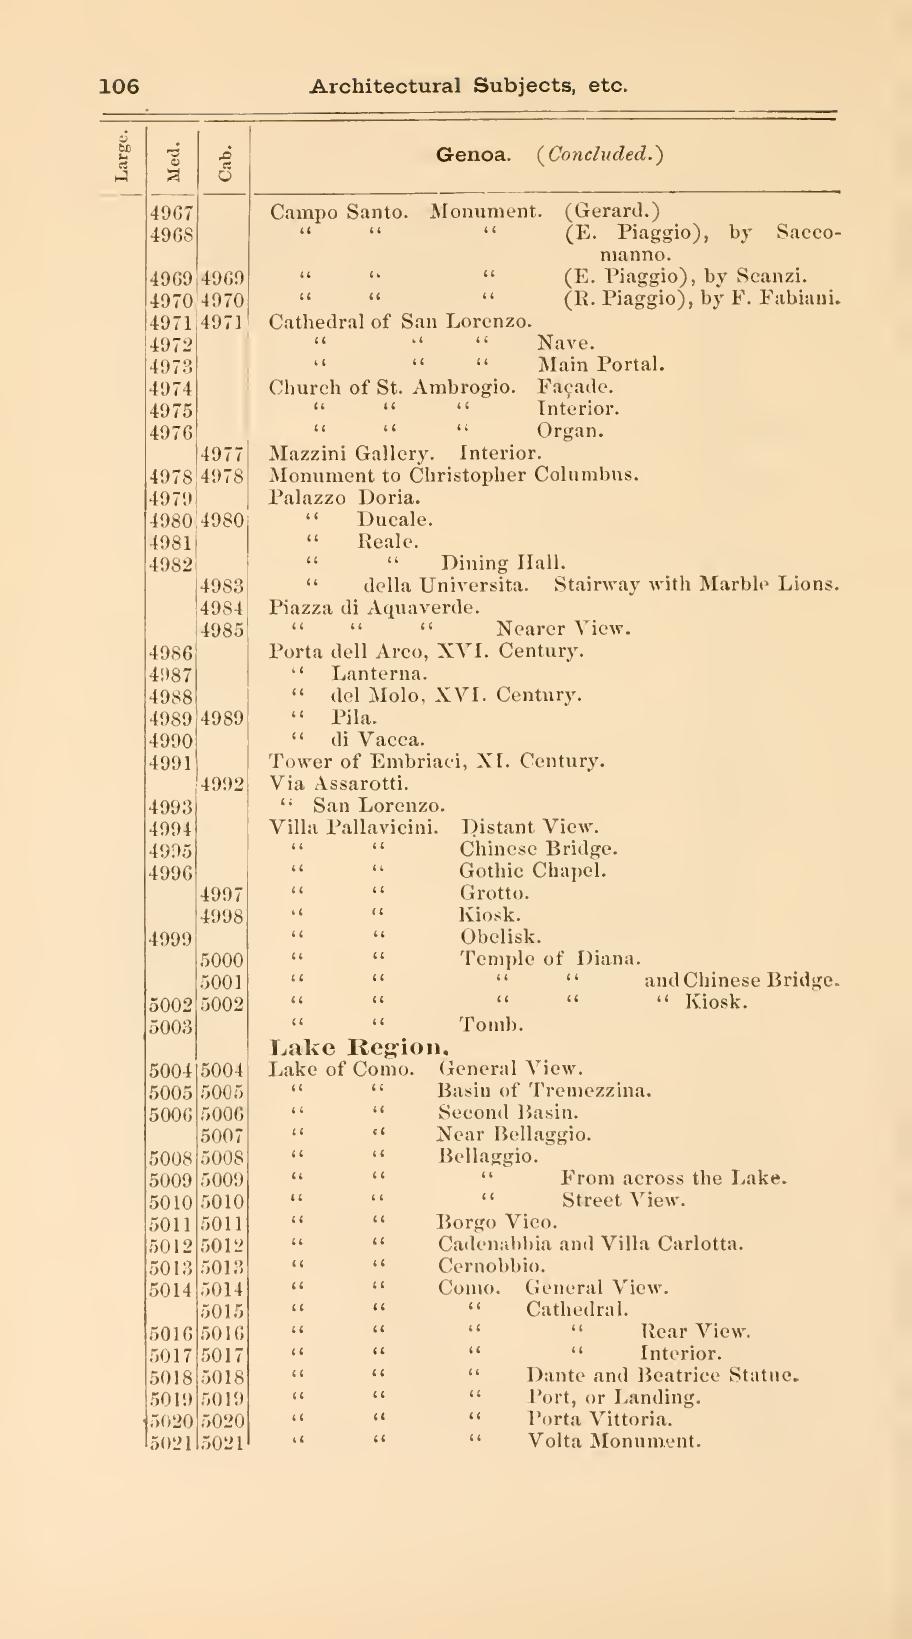 106 Architectural Subjects, etc.
Large. Med. Cab. Genoa. (Concluded.)
4967 Campo Santo. Monument. (Gerard.)
4968 “ “ “ (E. Piaggio), by Sacco-
manno.
4969 4969 “ “ “ (E. Piaggio), by Scanzi.
4970 4970 “ “ “ (R. Piaggio), by F. Fabiani.
4971 4971 Cathedral of San Lorenzo.
4972 “ “ “ Nave.
4973 “ “ “ Main Portal.
4974 Church of St. Ambrogio. Façade.
4975 “ “ “ Interior.
4976 “ “ “ Organ.
4977 Mazzini Gallery. Interior.
4978 4978 Monument to Christopher Columbus.
4979 Palazzo Doria.
4980 4980 “ Ducale.
4981 “ Reale.
4982 “ “ Dining Hall.
4983 “ della Universita. Stairway with Marble Lions.
4984 Piazza di Aquaverde.
4985 “ “ “ Nearer View.
4986 Porta dell Arco, XVI. Century.
4987 “ Lanterna.
4988 “ del Molo, XVI. Century.
4989 4989 “ Pila.
4990 “ di Vacca.
4991 Tower of Embriaci, XI. Century.
4992 Via Assarotti.
4993 “ San Lorenzo.
4994 Villa Pallavicini. Distant View.
4995 “ “ Chinese Bridge.
4996 “ “ Gothic Chapel.
4997 “ “ Grotto.
4998 “ “ Kiosk.
4999 “ “ Obelisk.
5000 “ “ Temple of Diana.
5001 “ “ “ “ and Chinese Bridge.
5002 5002 “ “ “ “ “ Kiosk.
5003 “ “ Tomb.
Lake Region.
5004 5004 Lake of Como. General View.
5005 5005 “ “ Basin of Tremezzina.
5006 5006 “ “ Second Basin.
5007 “ “ Near Bellaggio.
5008 5008 “ “ Bellaggio.
5009 5009 “ “ “ From across the Lake.
5010 5010 “ “ “ Street View.
5011 5011 “ “ Borgo Vico.
5012 5012 “ “ Cadenabbia and Villa Carlotta.
5013 5013 “ “ Cernobbio.
5014 5014 “ “ Como. General View.
5015 “ “ “ Cathedral.
5016 5016 “ “ “ “ Rear View.
5017 5017 “ “ “ “ Interior.
5018 5018 “ “ “ Dante and Beatrice Statue.
5019 5019 “ “ “ Port, or Landing.
5020 5020 “ “ “ Porta Vittoria.
5021 5021 “ “ “ Volta Monument.